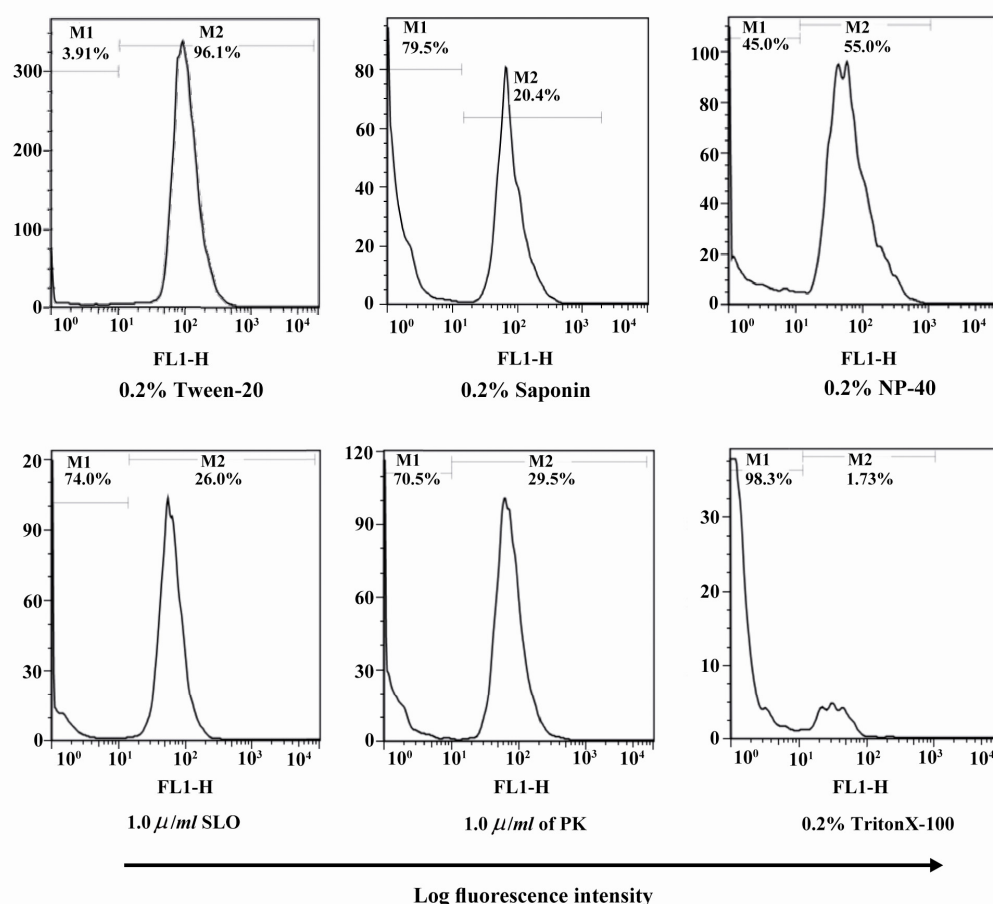 M1
3.91%
M2
96.1%
300
200
100
0
10⁰ 10¹ 10² 10³ 10⁴
FL1-H
0.2% Tween-20
M1
79.5%
M2
20.4%
80
60
40
20
0
10⁰ 10¹ 10² 10³ 10⁴
FL1-H
0.2% Saponin
M1
45.0%
M2
55.0%
100
80
60
40
20
0
10⁰ 10¹ 10² 10³ 10⁴
FL1-H
0.2% NP-40
M1
74.0%
M2
26.0%
20
90
60
30
0
10⁰ 10¹ 10² 10³ 10⁴
FL1-H
1.0 μ/ml SLO
M1
70.5%
M2
29.5%
120
90
60
30
0
10⁰ 10¹ 10² 10³ 10⁴
FL1-H
1.0 μ/ml of PK
M1
98.3%
M2
1.73%
30
20
10
0
10⁰ 10¹ 10² 10³ 10⁴
FL1-H
0.2% TritonX-100
Log fluorescence intensity